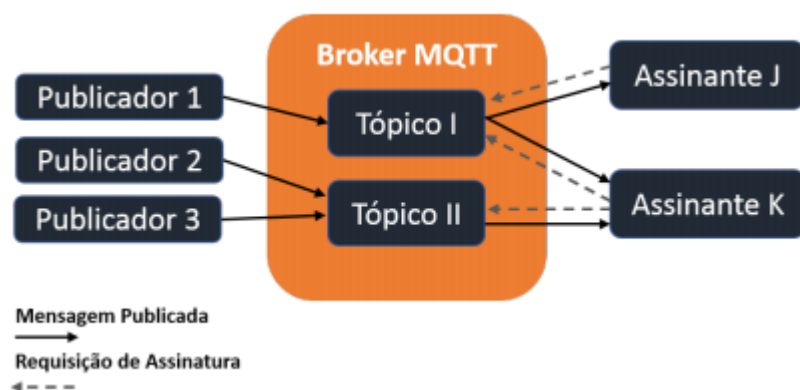 Broker MQTT
Publicador 1
Publicador 2
Publicador 3
Tópico I
Tópico II
Assinante J
Assinante K
Mensagem Publicada
Requisição de Assinatura